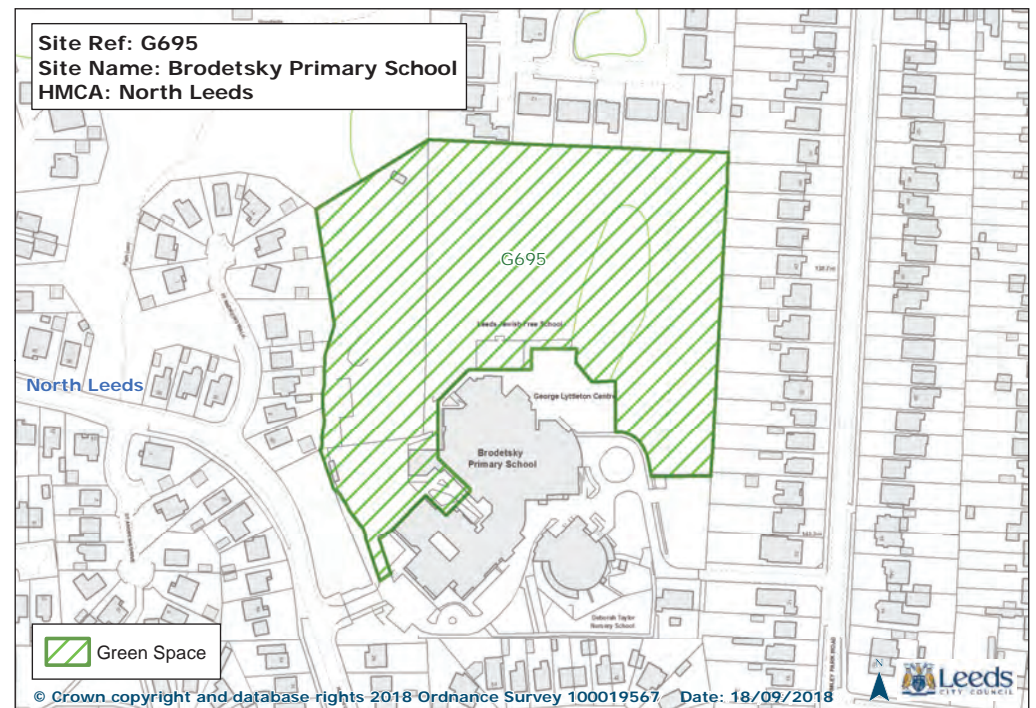 Site Ref: G695
Site Name: Brodetsky Primary School
HMCA: North Leeds
G695
Leeds Jewish Free School
North Leeds
George Lyttleton Centre
Brodetsky
Primary School
Deborah Taylor
Nursery School
Green Space
N
Leeds
CITY COUNCIL
© Crown copyright and database rights 2018 Ordnance Survey 100019567 Date: 18/09/2018